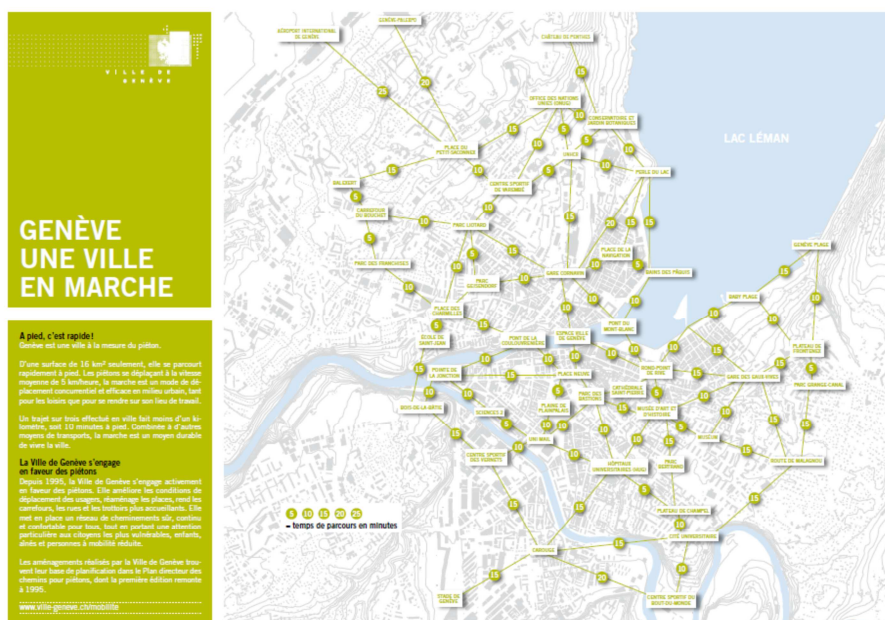 VILLE DE
GENÈVE
GENÈVE
UNE VILLE
EN MARCHE
A pied, c'est rapide!
Genève est une ville à la mesure du piéton.
D'une surface de 16 km² seulement, elle se parcourt
rapidement à pied. Les piétons se déplaçant à la vitesse
moyenne de 5 km/heure, la marche est un mode de dé-
placement concurrentiel et efficace en milieu urbain, tant
pour les loisirs que pour se rendre sur son lieu de travail.
Un trajet sur trois effectué en ville fait moins d'un ki-
lomètre, soit 10 minutes à pied. Combinée à d'autres
moyens de transports, la marche est un moyen durable
de vivre la ville.
La Ville de Genève s'engage
en faveur des piétons
Depuis 1995, la Ville de Genève s'engage activement
en faveur des piétons. Elle améliore les conditions de
déplacement des usagers, réaménage les places, rend les
carrefours, les rues et les trottoirs plus accueillants. Elle
met en place un réseau de cheminements sûr, continu
et confortable pour tous, tout en portant une attention
particulière aux citoyens les plus vulnérables, enfants,
aînés et personnes à mobilité réduite.
Les aménagements réalisés par la Ville de Genève trou-
vent leur base de planification dans le Plan directeur des
chemins pour piétons, dont la première édition remonte
à 1995.
www.ville-geneve.ch/mobilite
GENÈVE-PLAGE
AÉROPORT INTERNATIONAL
DE GENÈVE
CHÂTEAU DE PENTHES
15
20
25
OFFICE DES NATIONS
UNIES (ONUG)
CONSERVATOIRE ET
JARDIN BOTANIQUES
LAC LÉMAN
PLACE DU
PETIT-SACONNEX
UNHCR
PERLE DU LAC
BALEXERT
CENTRE SPORTIF
DE VAREMBÉ
CARREFOUR
DU BOUCHET
PARC LIOTARD
PLACE DE LA
NAVIGATION
PARC DES FRANCHISES
PARC
GEISENDORF
GARE CORNAVIN
BAINS DES PÂQUIS
BABY PLAGE
PLACE DES
CHARMILLES
ÉCOLE DE
SAINT-JEAN
PONT DE LA
COULOUVRENIÈRE
ESPACE VILLE
DE GENÈVE
PONT DU
MONT-BLANC
PLATEAU DE
FRONTENEX
POINTE DE
LA JONCTION
PLACE NEUVE
ROND-POINT
DE RIVE
GARE DES EAUX-VIVES
PARC GRANGE-CANAL
BOIS-DE-LA-BÂTIE
SCIENCES 2
PLAINE DE
PLAINPALAIS
PARC DES
BASTIONS
CATHÉDRALE
SAINT-PIERRE
MUSÉE D'ART ET
D'HISTOIRE
UNI MAIL
MUSÉUM
CENTRE SPORTIF
DES VERNETS
HÔPITAUX
UNIVERSITAIRES (HUG)
PARC
BERTRAND
ROUTE DE MALAGNOU
PLATEAU DE CHAMPEL
CITÉ UNIVERSITAIRE
CAROUGE
STADE DE
GENÈVE
CENTRE SPORTIF DU
BOUT-DU-MONDE
5 10 15 20 25
= temps de parcours en minutes